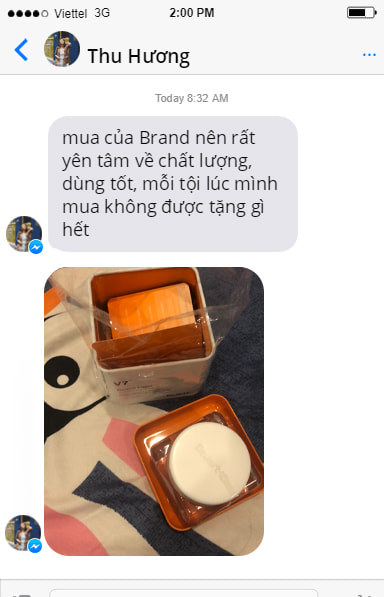 Viettel 3G
2:00 PM
Thu Hương
Today 8:32 AM
mua của Brand nên rất
yên tâm về chất lượng,
dùng tốt, mỗi tội lúc mình
mua không được tặng gì
hết
V7